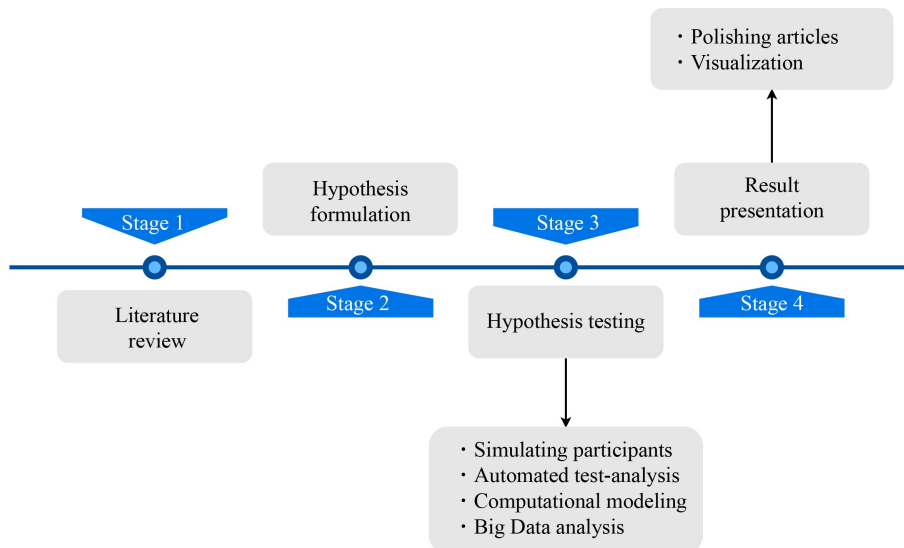 Stage 1
Literature
review
Hypothesis
formulation
Stage 2
Stage 3
Hypothesis testing
· Simulating participants
· Automated test-analysis
· Computational modeling
· Big Data analysis
· Polishing articles
· Visualization
Result
presentation
Stage 4